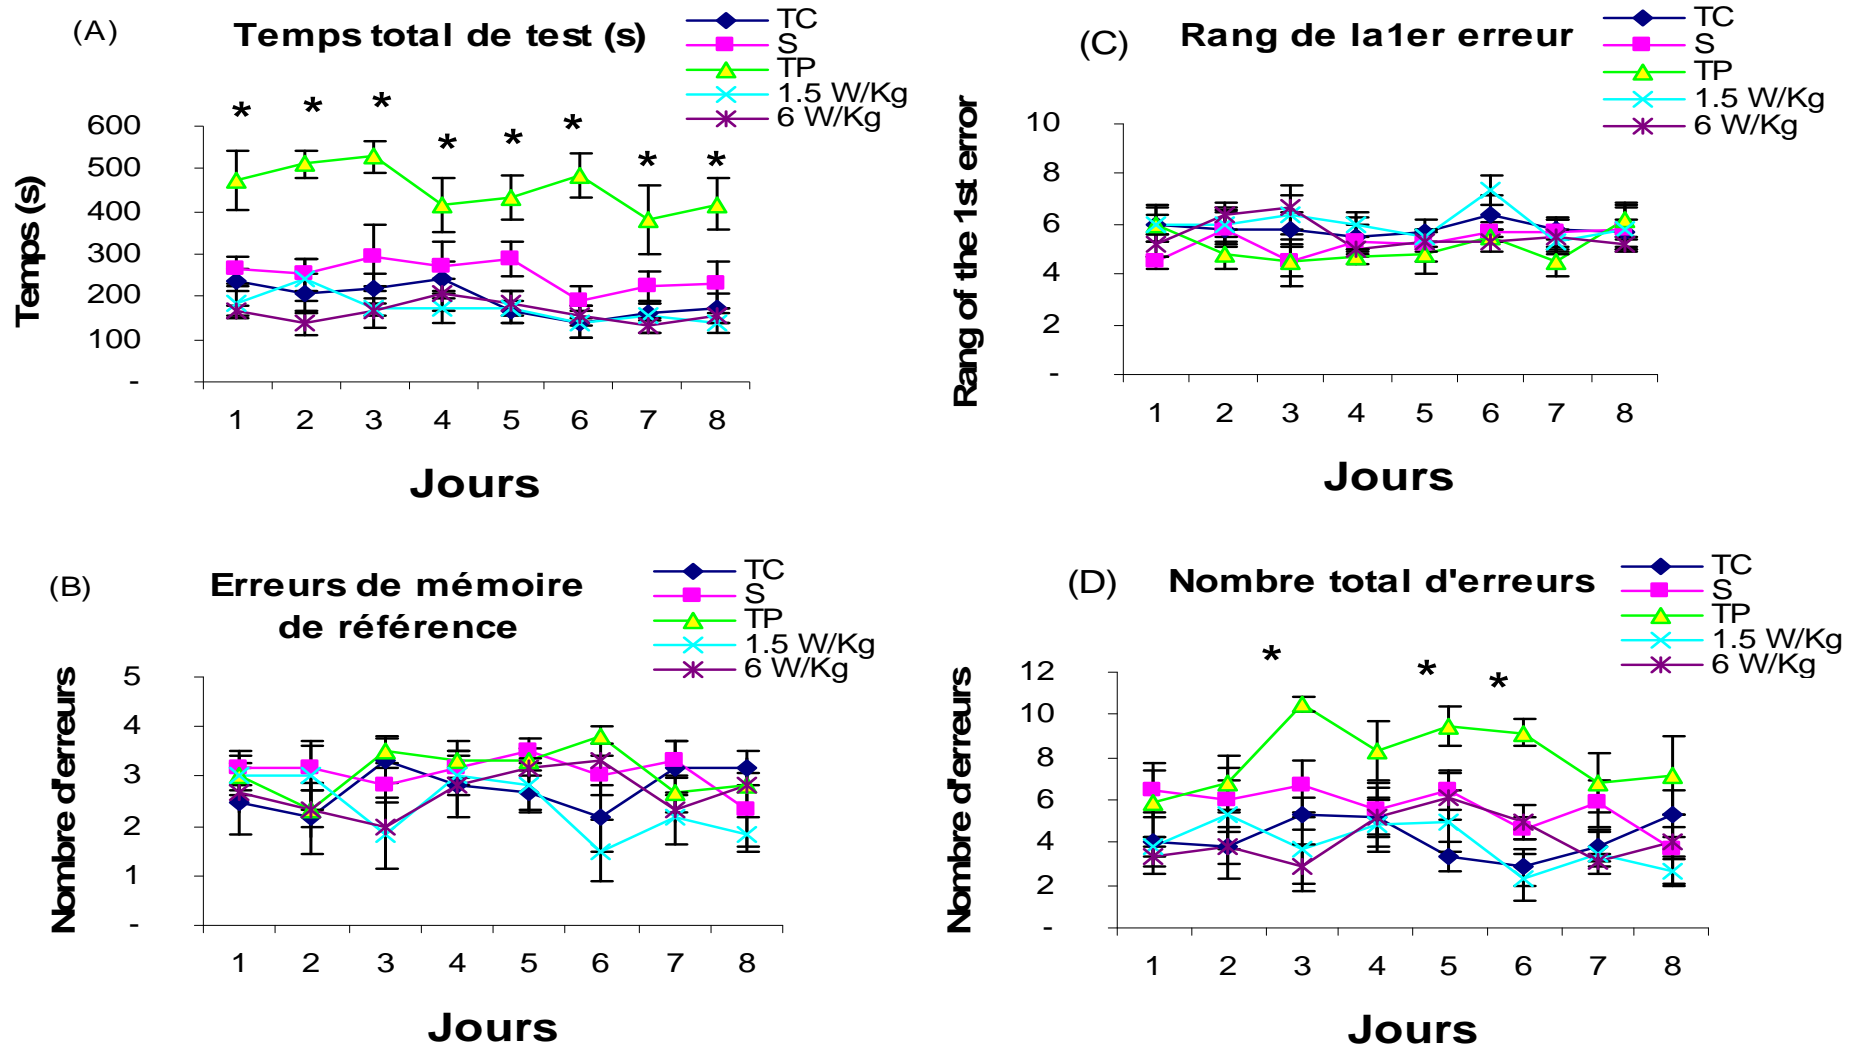 (A)
Temps total de test (s)
TC
S
TP
1.5 W/Kg
6 W/Kg
* * * * * * * *
600
500
400
300
200
100
-
Temps (s)
1 2 3 4 5 6 7 8
Jours
(C)
Rang de la1er erreur
TC
S
TP
1.5 W/Kg
6 W/Kg
10
8
6
4
2
-
Rang of the 1st error
1 2 3 4 5 6 7 8
Jours
(B)
Erreurs de mémoire
de référence
TC
S
TP
1.5 W/Kg
6 W/Kg
5
4
3
2
1
-
Nombre d'erreurs
1 2 3 4 5 6 7 8
Jours
(D)
Nombre total d'erreurs
TC
S
TP
1.5 W/Kg
6 W/Kg
* * *
12
10
8
6
4
2
-
Nombre d'erreurs
1 2 3 4 5 6 7 8
Jours